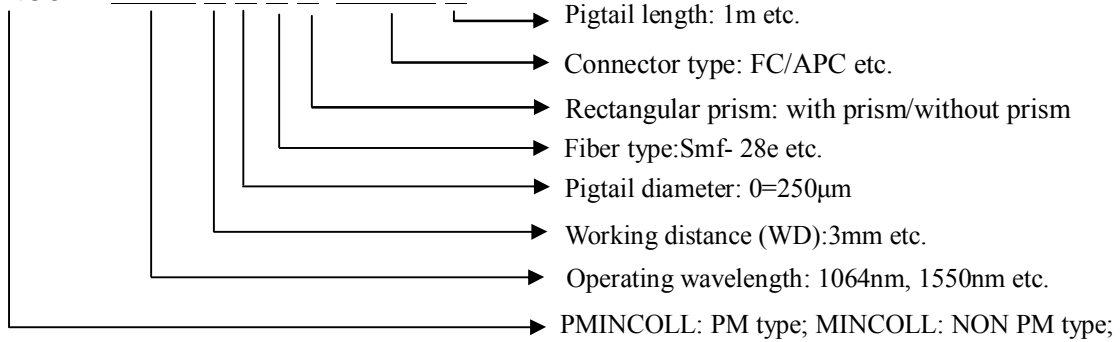 Pigtail length: 1m etc.
Connector type: FC/APC etc.
Rectangular prism: with prism/without prism
Fiber type:Smf- 28e etc.
Pigtail diameter: 0=250μm
Working distance (WD):3mm etc.
Operating wavelength: 1064nm, 1550nm etc.
PMINCOLL: PM type; MINCOLL: NON PM type;